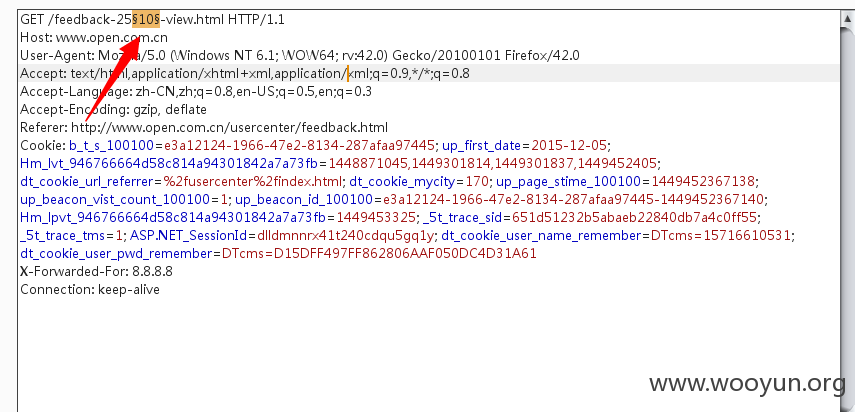 GET /feedback-25§10§-view.html HTTP/1.1
Host: www.open.com.cn
User-Agent: Mozilla/5.0 (Windows NT 6.1; WOW64; rv:42.0) Gecko/20100101 Firefox/42.0
Accept: text/html,application/xhtml+xml,application/xml;q=0.9,*/*;q=0.8
Accept-Language: zh-CN,zh;q=0.8,en-US;q=0.5,en;q=0.3
Accept-Encoding: gzip, deflate
Referer: http://www.open.com.cn/usercenter/feedback.html
Cookie: b_t_s_100100=e3a12124-1966-47e2-8134-287afaa97445; up_first_date=2015-12-05;
Hm_lvt_946766664d58c814a94301842a7a73fb=1448871045,1449301814,1449301837,1449452405;
dt_cookie_url_referrer=%2fusercenter%2findex.html; dt_cookie_mycity=170; up_page_stime_100100=1449452367138;
up_beacon_vist_count_100100=1; up_beacon_id_100100=e3a12124-1966-47e2-8134-287afaa97445-1449452367140;
Hm_lpvt_946766664d58c814a94301842a7a73fb=1449453325; _5t_trace_sid=651d51232b5abaeb22840db7a4c0ff55;
_5t_trace_tms=1; ASP.NET_SessionId=dlldmnnrx41t240cdqu5gq1y; dt_cookie_user_name_remember=DTcms=15716610531;
dt_cookie_user_pwd_remember=DTcms=D15DFF497FF862806AAF050DC4D31A61
X-Forwarded-For: 8.8.8.8
Connection: keep-alive
www.wooyun.org